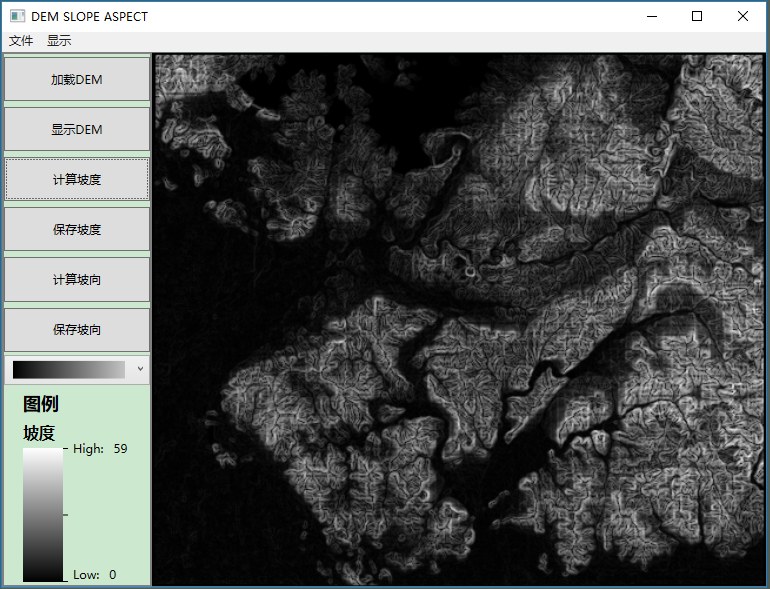 DEM SLOPE ASPECT
文件 显示
加载DEM
显示DEM
计算坡度
保存坡度
计算坡向
保存坡向
图例
坡度
High: 59
Low: 0